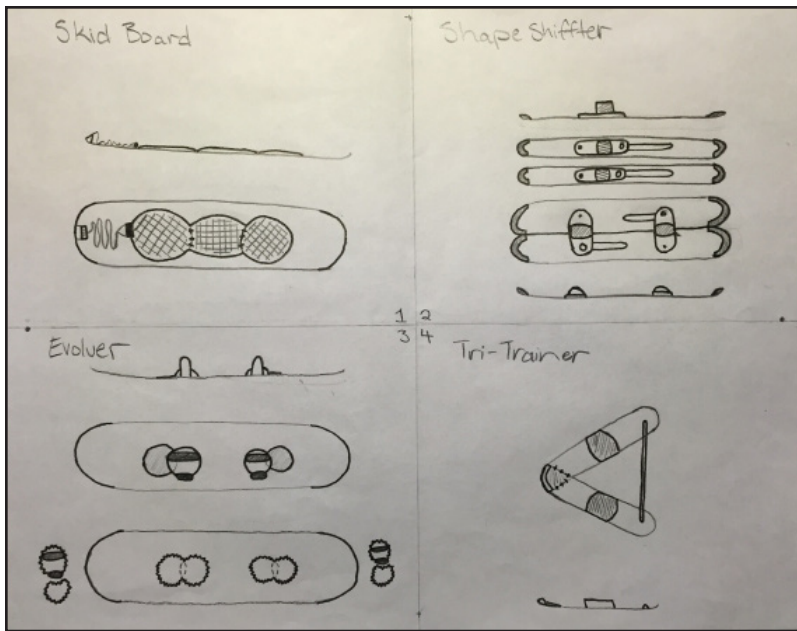 Skid Board
Shape Shiffter
1 2
3 4
Evolver
Tri-Trainer